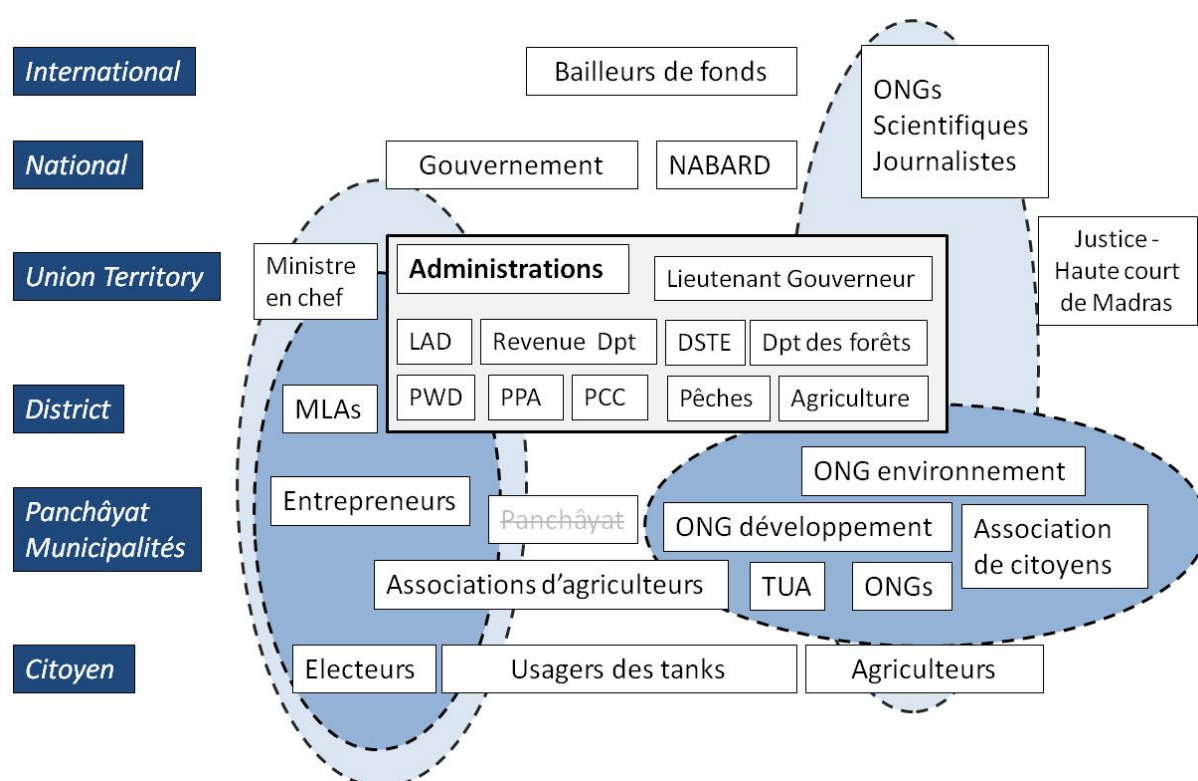 International
Bailleurs de fonds
ONGs
Scientifiques
Journalistes
National
Gouvernement
NABARD
Union Territory
Ministre
en chef
Administrations
Lieutenant Gouverneur
Justice -
Haute court
de Madras
LAD
Revenue Dpt
DSTE
Dpt des forêts
District
MLAs
PWD
PPA
PCC
Pêches
Agriculture
ONG environnement
Panchâyat
Municipalités
Entrepreneurs
Panchâyat
ONG développement
Association
de citoyens
Associations d'agriculteurs
TUA
ONGs
Citoyen
Electeurs
Usagers des tanks
Agriculteurs